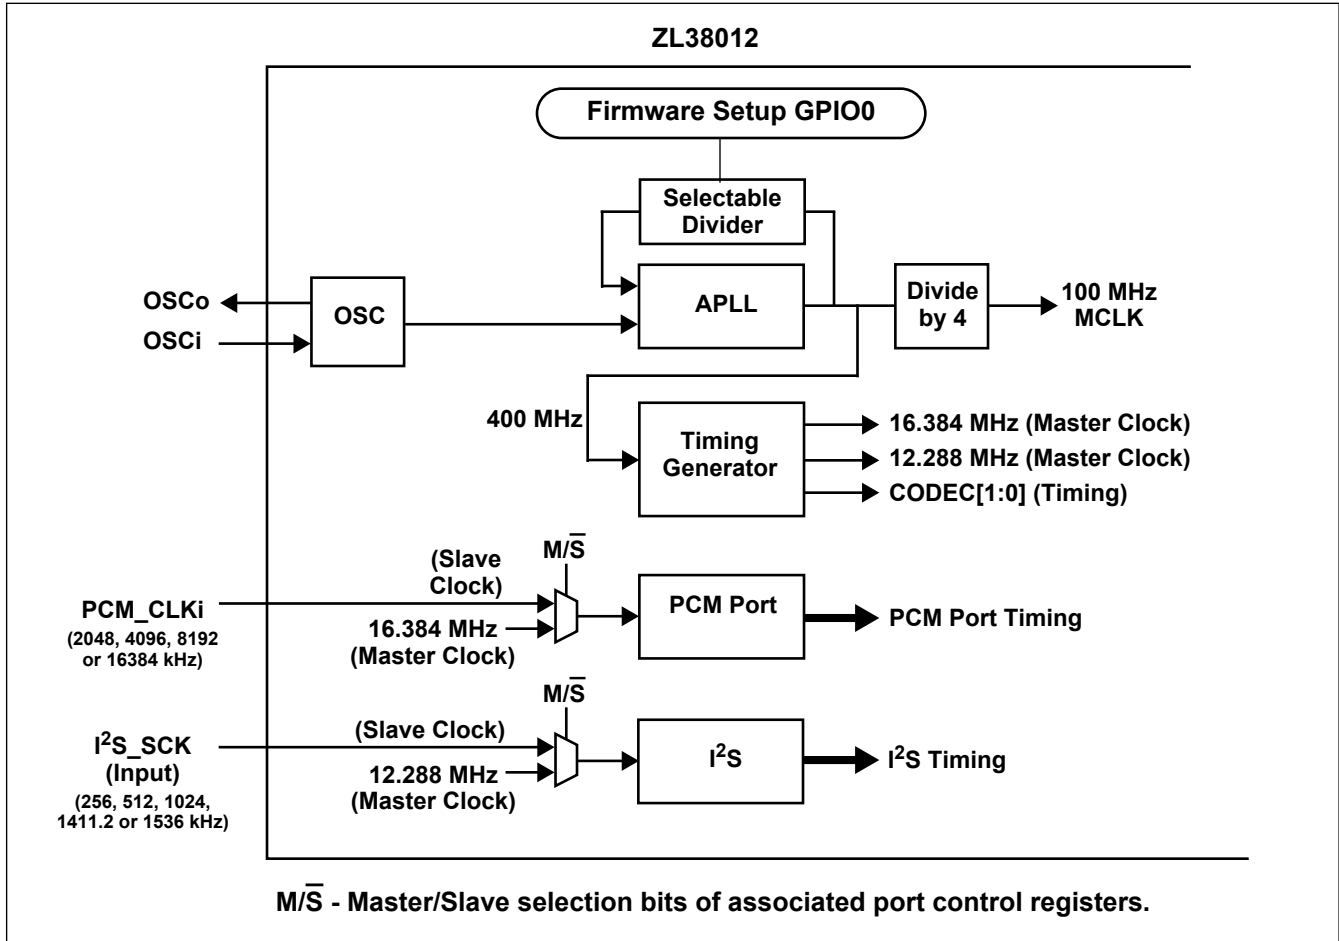 ZL38012
Firmware Setup GPIO0
Selectable
Divider
OSCo
OSCi
OSC
APLL
Divide
by 4
100 MHz
MCLK
400 MHz
Timing
Generator
16.384 MHz (Master Clock)
12.288 MHz (Master Clock)
CODEC[1:0] (Timing)
M/S̅
(Slave
Clock)
PCM_CLKi
(2048, 4096, 8192
or 16384 kHz)
16.384 MHz
(Master Clock)
PCM Port
PCM Port Timing
M/S̅
(Slave Clock)
I²S_SCK
(Input)
(256, 512, 1024,
1411.2 or 1536 kHz)
12.288 MHz
(Master Clock)
I²S
I²S Timing
M/S̅ - Master/Slave selection bits of associated port control registers.